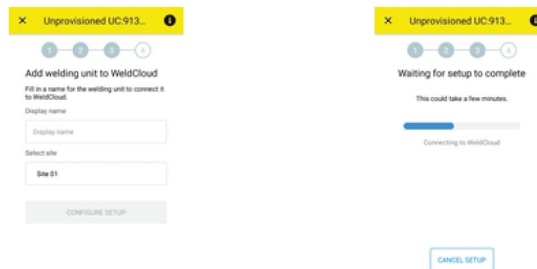 Unprovisioned UC:913...
1 2 3 4
Add welding unit to WeldCloud
Fill in a name for the welding unit to connect it
to WeldCloud.
Display name
Display name
Select site
Site 01
CONFIGURE SETUP
Unprovisioned UC:913...
1 2 3 4
Waiting for setup to complete
This could take a few minutes.
Connecting to WeldCloud
CANCEL SETUP